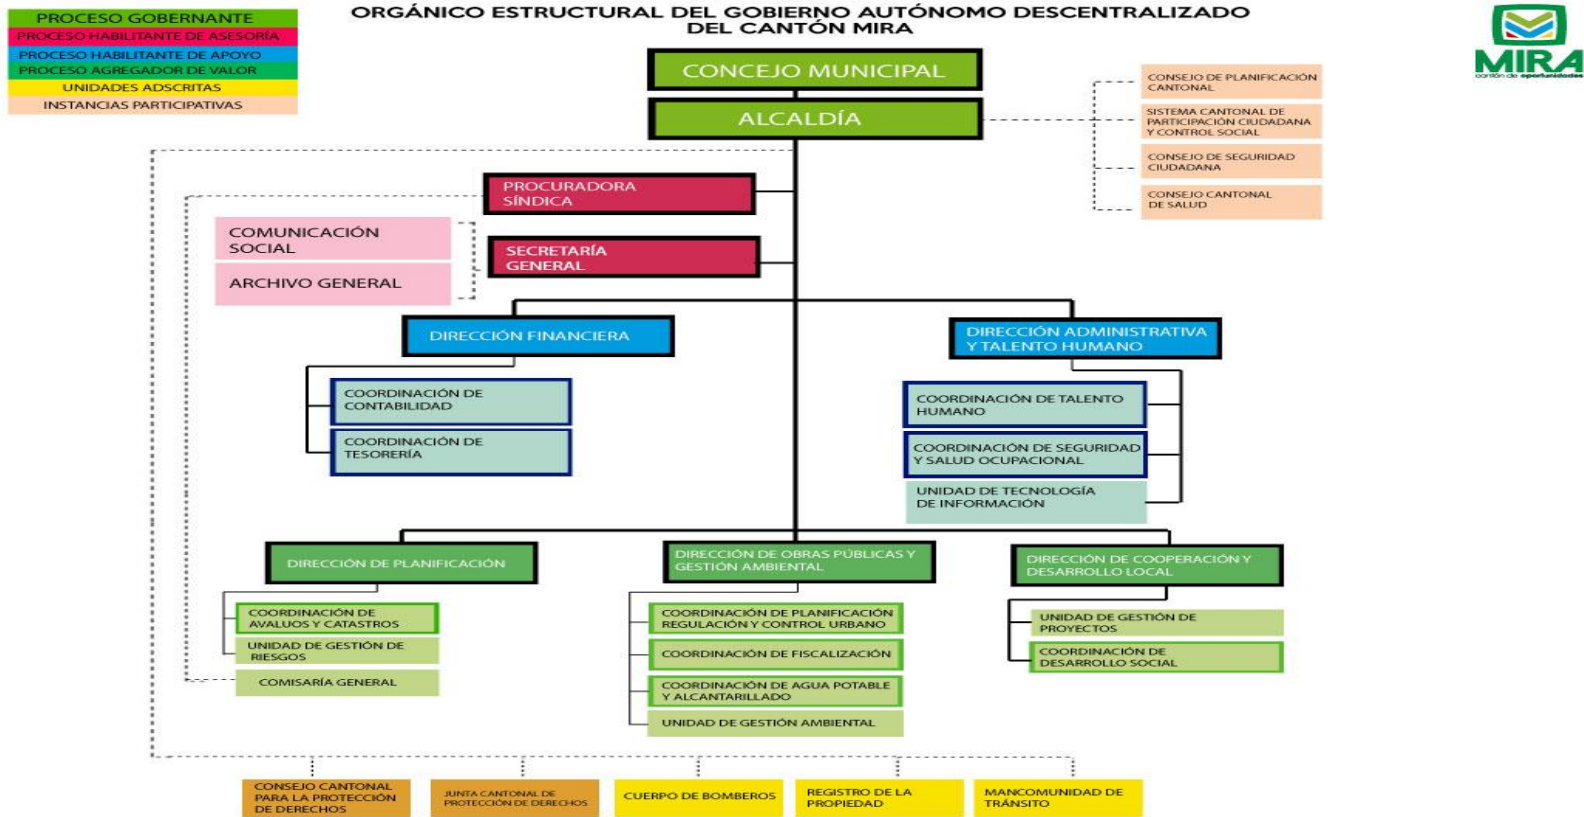 ORGÁNICO ESTRUCTURAL DEL GOBIERNO AUTÓNOMO DESCENTRALIZADO
DEL CANTÓN MIRA
PROCESO GOBERNANTE
PROCESO HABILITANTE DE ASESORÍA
PROCESO HABILITANTE DE APOYO
PROCESO AGREGADOR DE VALOR
UNIDADES ADSCRITAS
INSTANCIAS PARTICIPATIVAS
MIRA
cantón de oportunidades
CONCEJO MUNICIPAL
ALCALDÍA
CONSEJO DE PLANIFICACIÓN
CANTONAL
SISTEMA CANTONAL DE
PARTICIPACIÓN CIUDADANA
Y CONTROL SOCIAL
CONSEJO DE SEGURIDAD
CIUDADANA
CONSEJO CANTONAL
DE SALUD
PROCURADORA
SÍNDICA
COMUNICACIÓN
SOCIAL
ARCHIVO GENERAL
SECRETARÍA
GENERAL
DIRECCIÓN FINANCIERA
COORDINACIÓN DE
CONTABILIDAD
COORDINACIÓN DE
TESORERÍA
DIRECCIÓN ADMINISTRATIVA
Y TALENTO HUMANO
COORDINACIÓN DE TALENTO
HUMANO
COORDINACIÓN DE SEGURIDAD
Y SALUD OCUPACIONAL
UNIDAD DE TECNOLOGÍA
DE INFORMACIÓN
DIRECCIÓN DE PLANIFICACIÓN
COORDINACIÓN DE
AVALUOS Y CATASTROS
UNIDAD DE GESTIÓN DE
RIESGOS
COMISARÍA GENERAL
DIRECCIÓN DE OBRAS PÚBLICAS Y
GESTIÓN AMBIENTAL
COORDINACIÓN DE PLANIFICACIÓN
REGULACIÓN Y CONTROL URBANO
COORDINACIÓN DE FISCALIZACIÓN
COORDINACIÓN DE AGUA POTABLE
Y ALCANTARILLADO
UNIDAD DE GESTIÓN AMBIENTAL
DIRECCIÓN DE COOPERACIÓN Y
DESARROLLO LOCAL
UNIDAD DE GESTIÓN DE
PROYECTOS
COORDINACIÓN DE
DESARROLLO SOCIAL
CONSEJO CANTONAL
PARA LA PROTECCIÓN
DE DERECHOS
JUNTA CANTONAL DE
PROTECCIÓN DE DERECHOS
CUERPO DE BOMBEROS
REGISTRO DE LA
PROPIEDAD
MANCOMUNIDAD DE
TRÁNSITO